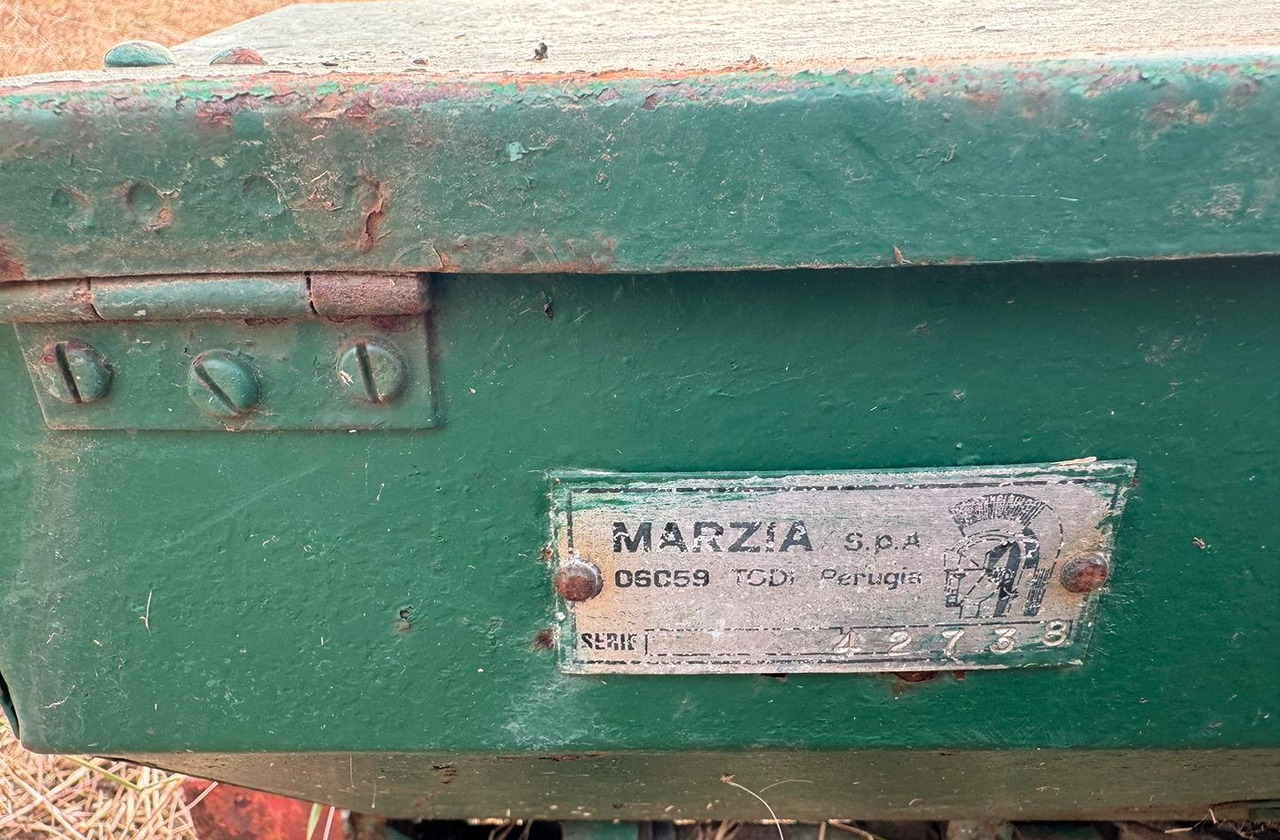 MARZIA S.p.A
06059 TODI Perugia
SERIE 42738